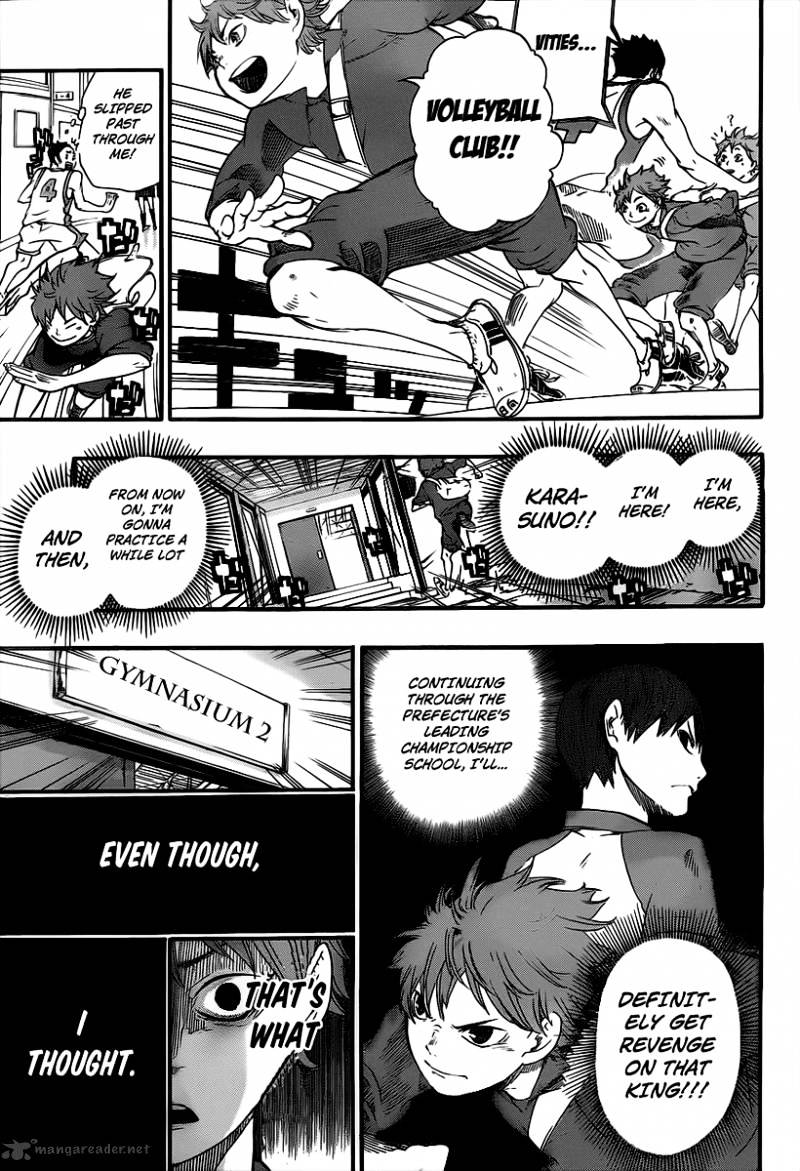 VITIES...
VOLLEYBALL
CLUB!!
HE
SLIPPED
PAST
THROUGH
ME!
4
I'M
HERE,
I'M
HERE!
KARA-
SUNO!!
FROM NOW
ON, I'M
GONNA
PRACTICE A
WHILE LOT
AND
THEN,
CONTINUING
THROUGH THE
PREFECTURE'S
LEADING
CHAMPIONSHIP
SCHOOL, I'LL...
DEFINIT-
ELY GET
REVENGE
ON THAT
KING!!!
GYMNASIUM 2
EVEN THOUGH,
THAT'S
WHAT
I
THOUGHT.
mangareader.net